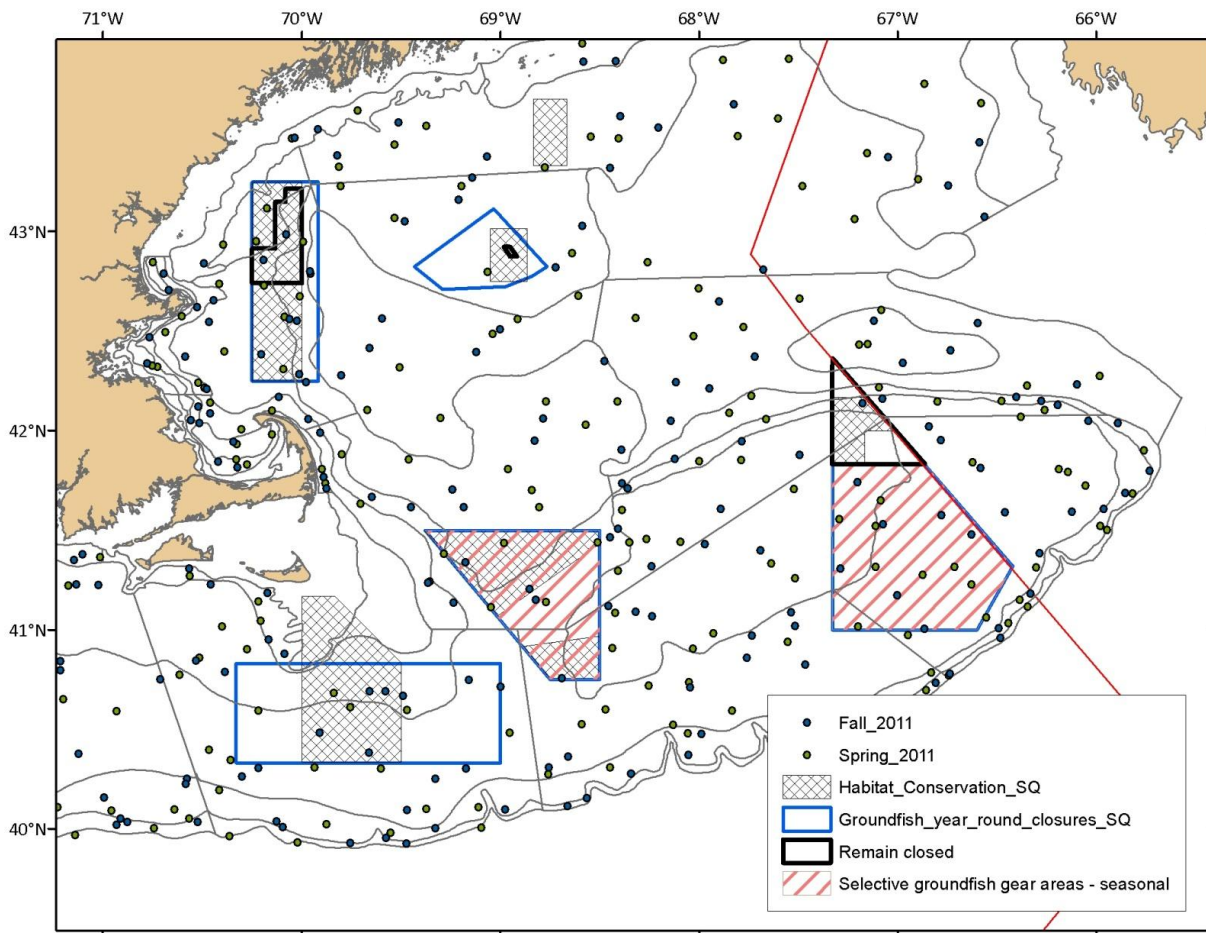 71°W 70°W 69°W 68°W 67°W 66°W
43°N
42°N
41°N
40°N
Fall_2011
Spring_2011
Habitat_Conservation_SQ
Groundfish_year_round_closures_SQ
Remain closed
Selective groundfish gear areas - seasonal